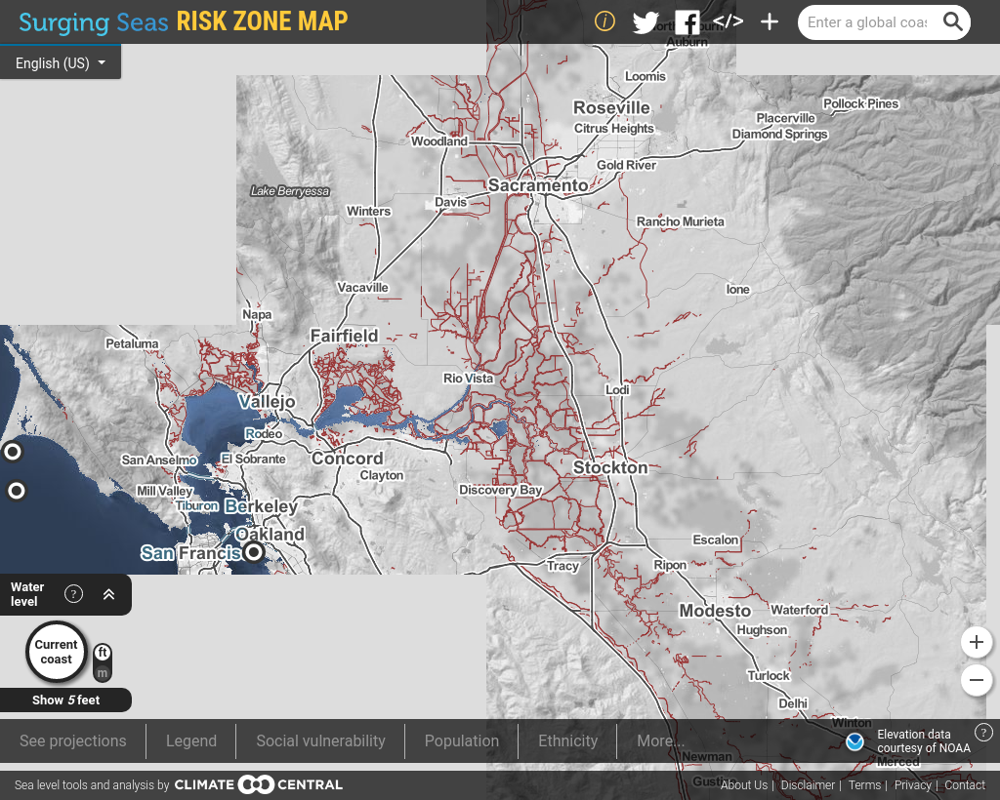 Surging Seas RISK ZONE MAP
i
</>
Enter a global coas
English (US)
Auburn
Loomis
Roseville
Pollock Pines
Placerville
Citrus Heights
Diamond Springs
Woodland
Gold River
Sacramento
Lake Berryessa
Davis
Winters
Rancho Murieta
Vacaville
Ione
Napa
Fairfield
Petaluma
Rio Vista
Lodi
Vallejo
Rodeo
San Anselmo
El Sobrante
Concord
Stockton
Clayton
Mill Valley
Discovery Bay
Tiburon
Berkeley
Oakland
Escalon
San Francis
Tracy
Ripon
Water
level
?
Modesto
Waterford
Hughson
Current
coast
ft
m
Turlock
Show 5 feet
Delhi
Winton
See projections
Legend
Social vulnerability
Population
Ethnicity
More...
Elevation data
courtesy of NOAA
?
Newman
Merced
Gustine
Sea level tools and analysis by CLIMATE CENTRAL
About Us | Disclaimer | Terms | Privacy | Contact